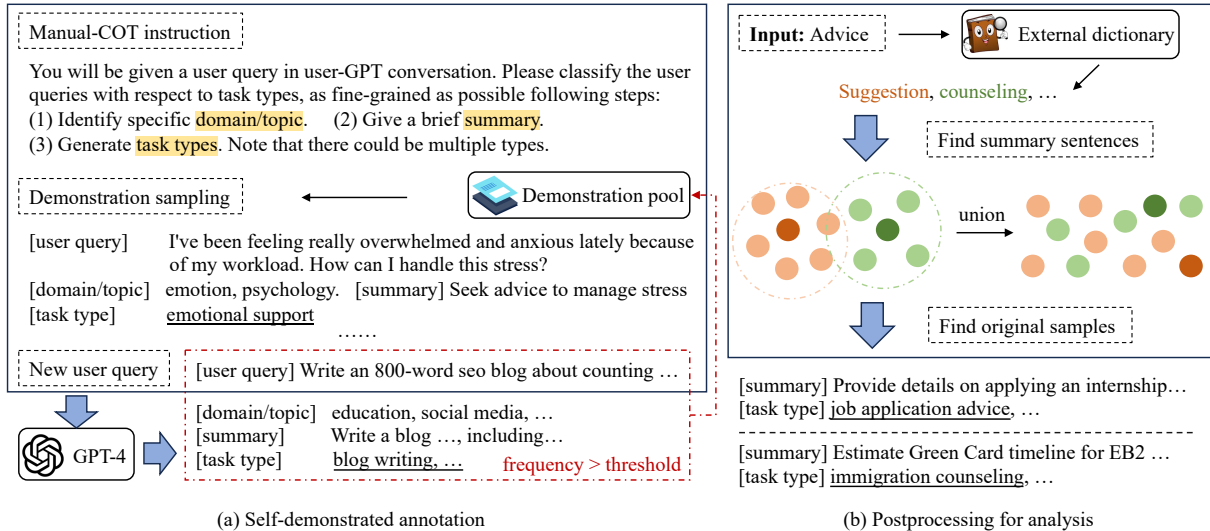 Manual-COT instruction
You will be given a user query in user-GPT conversation. Please classify the user
queries with respect to task types, as fine-grained as possible following steps:
(1) Identify specific domain/topic. (2) Give a brief summary.
(3) Generate task types. Note that there could be multiple types.
Demonstration sampling
Demonstration pool
[user query] I've been feeling really overwhelmed and anxious lately because
of my workload. How can I handle this stress?
[domain/topic] emotion, psychology. [summary] Seek advice to manage stress
[task type] emotional support
……
New user query
[user query] Write an 800-word seo blog about counting …
[domain/topic] education, social media, …
[summary] Write a blog …, including…
[task type] blog writing, …
frequency > threshold
GPT-4
(a) Self-demonstrated annotation
Input: Advice
External dictionary
Suggestion, counseling, …
Find summary sentences
union
Find original samples
[summary] Provide details on applying an internship…
[task type] job application advice, …
[summary] Estimate Green Card timeline for EB2 …
[task type] immigration counseling, …
(b) Postprocessing for analysis